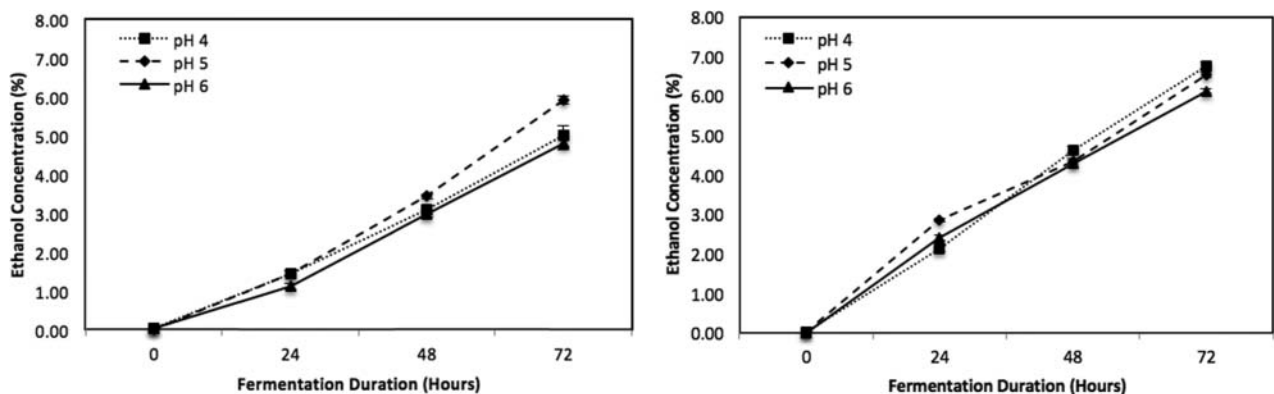 Ethanol Concentration (%)
8.00
7.00
6.00
5.00
4.00
3.00
2.00
1.00
0.00
pH 4
pH 5
pH 6
0 24 48 72
Fermentation Duration (Hours)
Ethanol Concentration (%)
8.00
7.00
6.00
5.00
4.00
3.00
2.00
1.00
0.00
pH 4
pH 5
pH 6
0 24 48 72
Fermentation Duration (Hours)